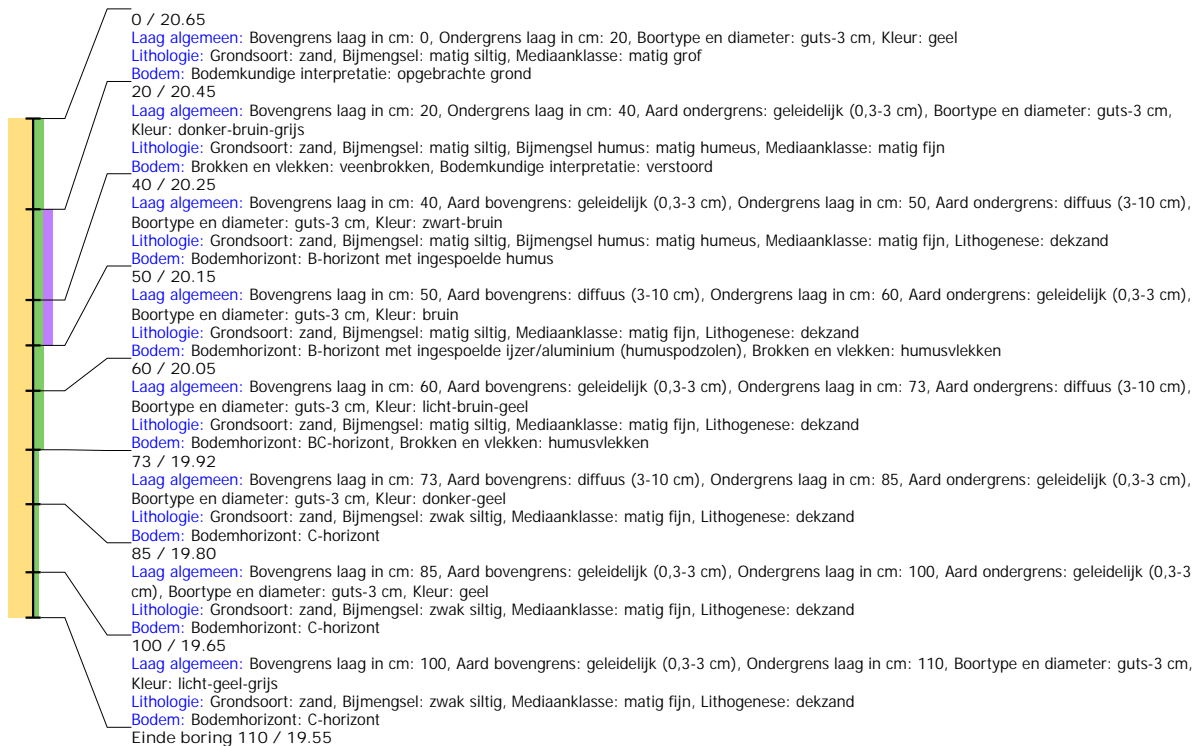 0 / 20.65
Laag algemeen: Bovengrens laag in cm: 0, Ondergrens laag in cm: 20, Boortype en diameter: guts-3 cm, Kleur: geel
Lithologie: Grondsoort: zand, Bijmengsel: matig siltig, Mediaanklasse: matig grof
Bodem: Bodemkundige interpretatie: opgebrachte grond
20 / 20.45
Laag algemeen: Bovengrens laag in cm: 20, Ondergrens laag in cm: 40, Aard ondergrens: geleidelijk (0,3-3 cm), Boortype en diameter: guts-3 cm,
Kleur: donker-bruin-grijs
Lithologie: Grondsoort: zand, Bijmengsel: matig siltig, Bijmengsel humus: matig humeus, Mediaanklasse: matig fijn
Bodem: Brokken en vlekken: veenbrokken, Bodemkundige interpretatie: verstoord
40 / 20.25
Laag algemeen: Bovengrens laag in cm: 40, Aard bovengrens: geleidelijk (0,3-3 cm), Ondergrens laag in cm: 50, Aard ondergrens: diffuus (3-10 cm),
Boortype en diameter: guts-3 cm, Kleur: zwart-bruin
Lithologie: Grondsoort: zand, Bijmengsel: matig siltig, Bijmengsel humus: matig humeus, Mediaanklasse: matig fijn, Lithogenese: dekzand
Bodem: Bodemhorizont: B-horizont met ingespoelde humus
50 / 20.15
Laag algemeen: Bovengrens laag in cm: 50, Aard bovengrens: diffuus (3-10 cm), Ondergrens laag in cm: 60, Aard ondergrens: geleidelijk (0,3-3 cm),
Boortype en diameter: guts-3 cm, Kleur: bruin
Lithologie: Grondsoort: zand, Bijmengsel: matig siltig, Mediaanklasse: matig fijn, Lithogenese: dekzand
Bodem: Bodemhorizont: B-horizont met ingespoelde ijzer/aluminium (humuspodzolen), Brokken en vlekken: humusvlekken
60 / 20.05
Laag algemeen: Bovengrens laag in cm: 60, Aard bovengrens: geleidelijk (0,3-3 cm), Ondergrens laag in cm: 73, Aard ondergrens: diffuus (3-10 cm),
Boortype en diameter: guts-3 cm, Kleur: licht-bruin-geel
Lithologie: Grondsoort: zand, Bijmengsel: matig siltig, Mediaanklasse: matig fijn, Lithogenese: dekzand
Bodem: Bodemhorizont: BC-horizont, Brokken en vlekken: humusvlekken
73 / 19.92
Laag algemeen: Bovengrens laag in cm: 73, Aard bovengrens: diffuus (3-10 cm), Ondergrens laag in cm: 85, Aard ondergrens: geleidelijk (0,3-3 cm),
Boortype en diameter: guts-3 cm, Kleur: donker-geel
Lithologie: Grondsoort: zand, Bijmengsel: zwak siltig, Mediaanklasse: matig fijn, Lithogenese: dekzand
Bodem: Bodemhorizont: C-horizont
85 / 19.80
Laag algemeen: Bovengrens laag in cm: 85, Aard bovengrens: geleidelijk (0,3-3 cm), Ondergrens laag in cm: 100, Aard ondergrens: geleidelijk (0,3-3
cm), Boortype en diameter: guts-3 cm, Kleur: geel
Lithologie: Grondsoort: zand, Bijmengsel: zwak siltig, Mediaanklasse: matig fijn, Lithogenese: dekzand
Bodem: Bodemhorizont: C-horizont
100 / 19.65
Laag algemeen: Bovengrens laag in cm: 100, Aard bovengrens: geleidelijk (0,3-3 cm), Ondergrens laag in cm: 110, Boortype en diameter: guts-3 cm,
Kleur: licht-geel-grijs
Lithologie: Grondsoort: zand, Bijmengsel: zwak siltig, Mediaanklasse: matig fijn, Lithogenese: dekzand
Bodem: Bodemhorizont: C-horizont
Einde boring 110 / 19.55